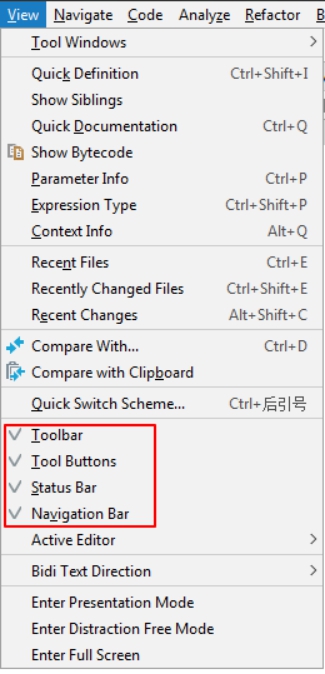 View Navigate Code Analyze Refactor B
Tool Windows
Quick Definition Ctrl+Shift+I
Show Siblings
Quick Documentation Ctrl+Q
Show Bytecode
Parameter Info Ctrl+P
Expression Type Ctrl+Shift+P
Context Info Alt+Q
Recent Files Ctrl+E
Recently Changed Files Ctrl+Shift+E
Recent Changes Alt+Shift+C
Compare With... Ctrl+D
Compare with Clipboard
Quick Switch Scheme... Ctrl+后引号
Toolbar
Tool Buttons
Status Bar
Navigation Bar
Active Editor
Bidi Text Direction
Enter Presentation Mode
Enter Distraction Free Mode
Enter Full Screen